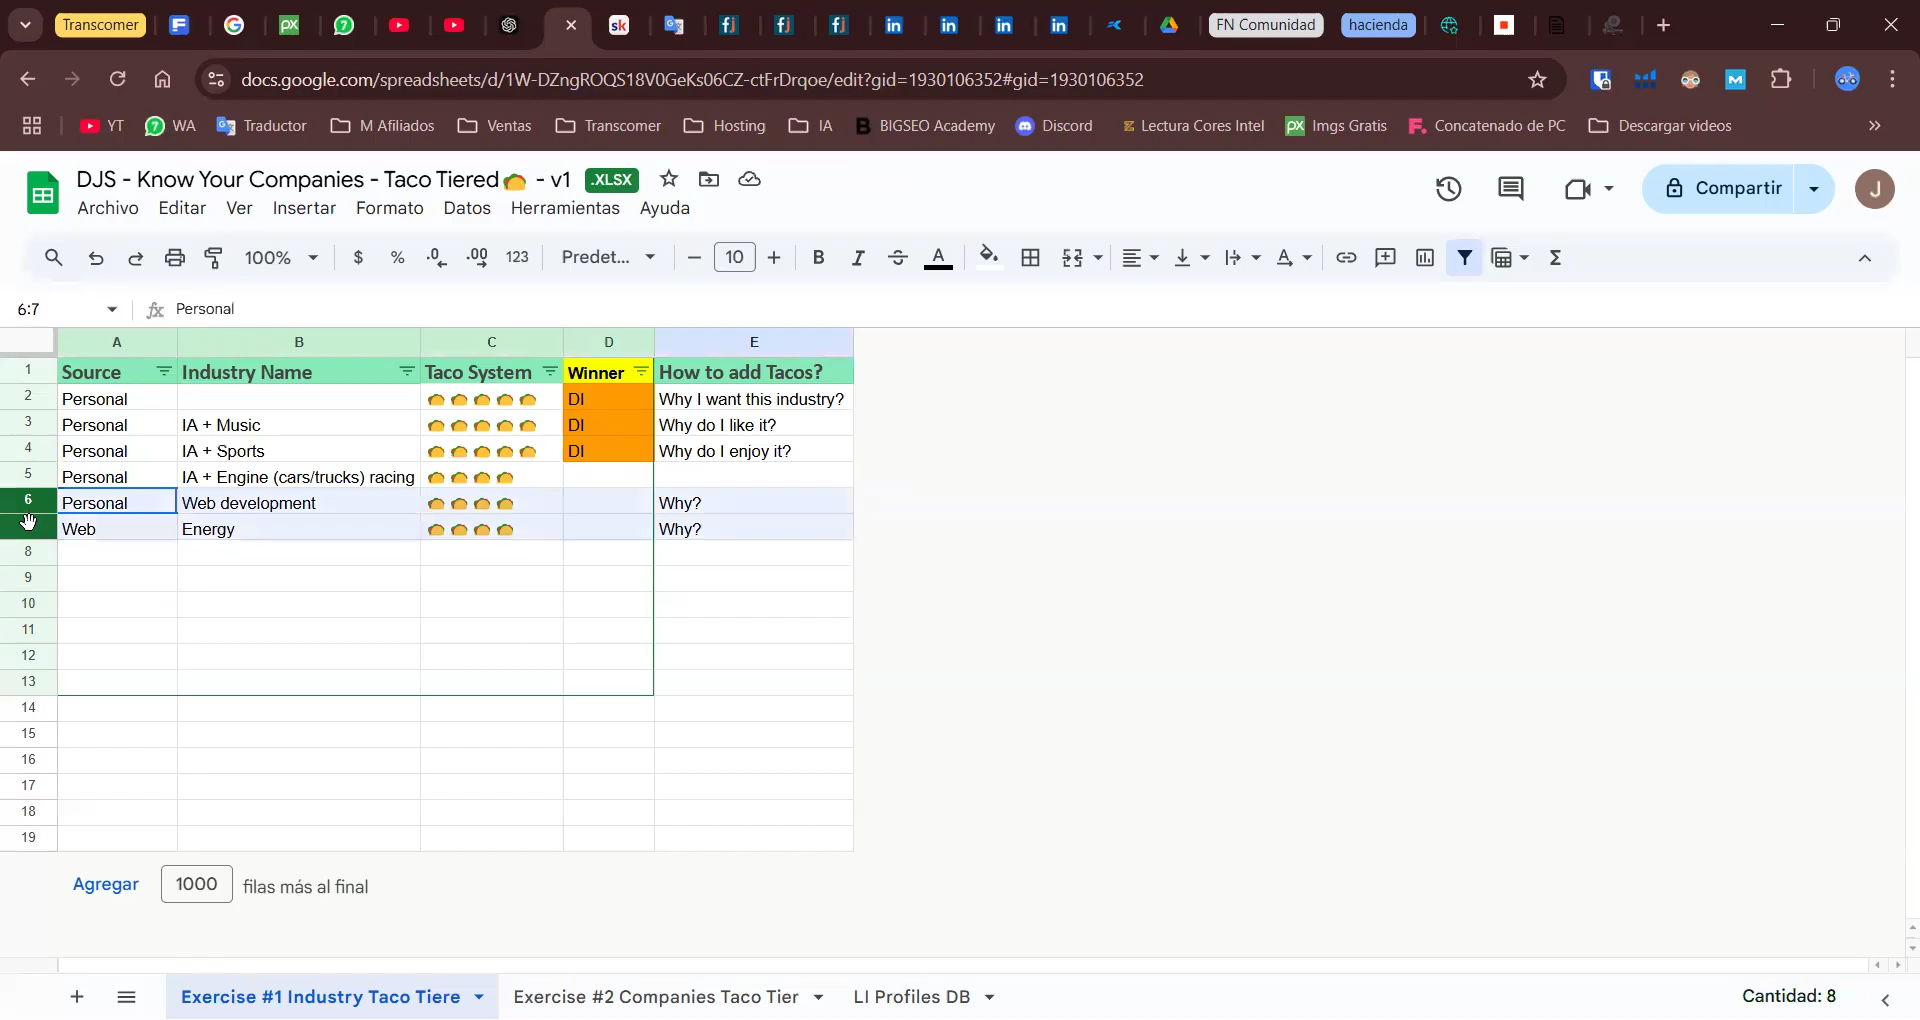 Transcomer
FN Comunidad
hacienda
docs.google.com/spreadsheets/d/1W-DZngROQS18V0GeKs06CZ-ctFrDrqoe/edit?gid=1930106352#gid=1930106352
YT WA Traductor M Afiliados Ventas Transcomer Hosting IA BIGSEO Academy Discord Lectura Cores Intel Imgs Gratis Concatenado de PC Descargar videos
DJS - Know Your Companies - Taco Tiered🌮 - v1 .XLSX
Archivo Editar Ver Insertar Formato Datos Herramientas Ayuda
Compartir
J
100% $ % .0 .00 123 Predet... 10 B I A
6:7 fx Personal
A B C D E
1 Source Industry Name Taco System Winner How to add Tacos?
2 Personal 🌮🌮🌮🌮🌮 DI Why I want this industry?
3 Personal IA + Music 🌮🌮🌮🌮🌮 DI Why do I like it?
4 Personal IA + Sports 🌮🌮🌮🌮🌮 DI Why do I enjoy it?
5 Personal IA + Engine (cars/trucks) racing 🌮🌮🌮🌮
6 Personal Web development 🌮🌮🌮🌮 Why?
Web Energy 🌮🌮🌮🌮 Why?
8
9
10
11
12
13
14
15
16
17
18
19
Agregar 1000 filas más al final
Exercise #1 Industry Taco Tiere Exercise #2 Companies Taco Tier LI Profiles DB Cantidad: 8